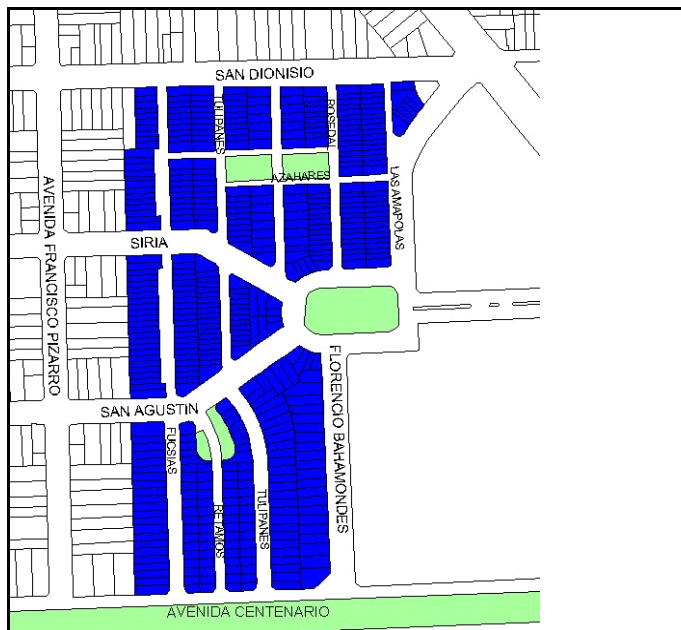 SAN DIONISIO
TULIPANES
ROSEDAL
AZAHARES
LAS AMAPOLAS
AVENIDA FRANCISCO PIZARRO
SIRIA
FLORENCIO BAHAMONDES
SAN AGUSTIN
FUCSIAS
RETAMOS
TULIPANES
AVENIDA CENTENARIO